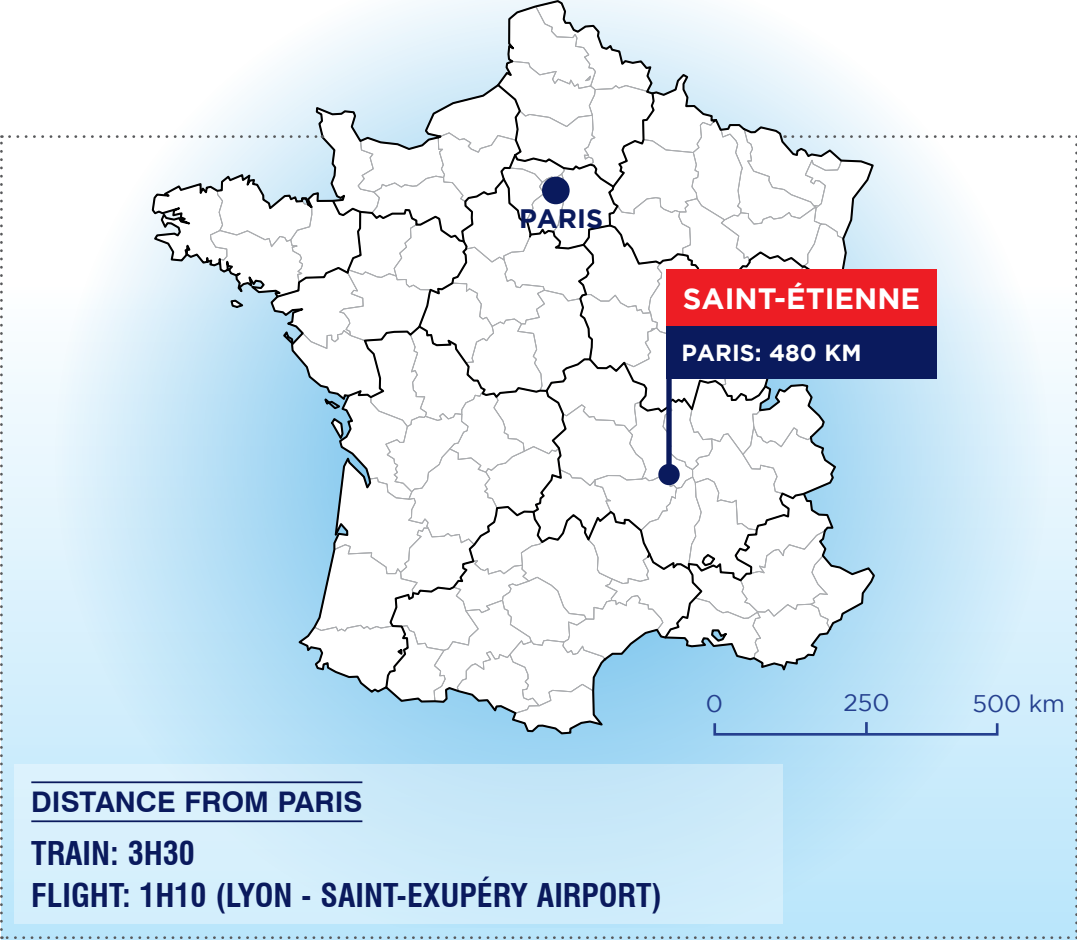 PARIS
SAINT-ÉTIENNE
PARIS: 480 KM
0 250 500 km
DISTANCE FROM PARIS
TRAIN: 3H30
FLIGHT: 1H10 (LYON - SAINT-EXUPÉRY AIRPORT)